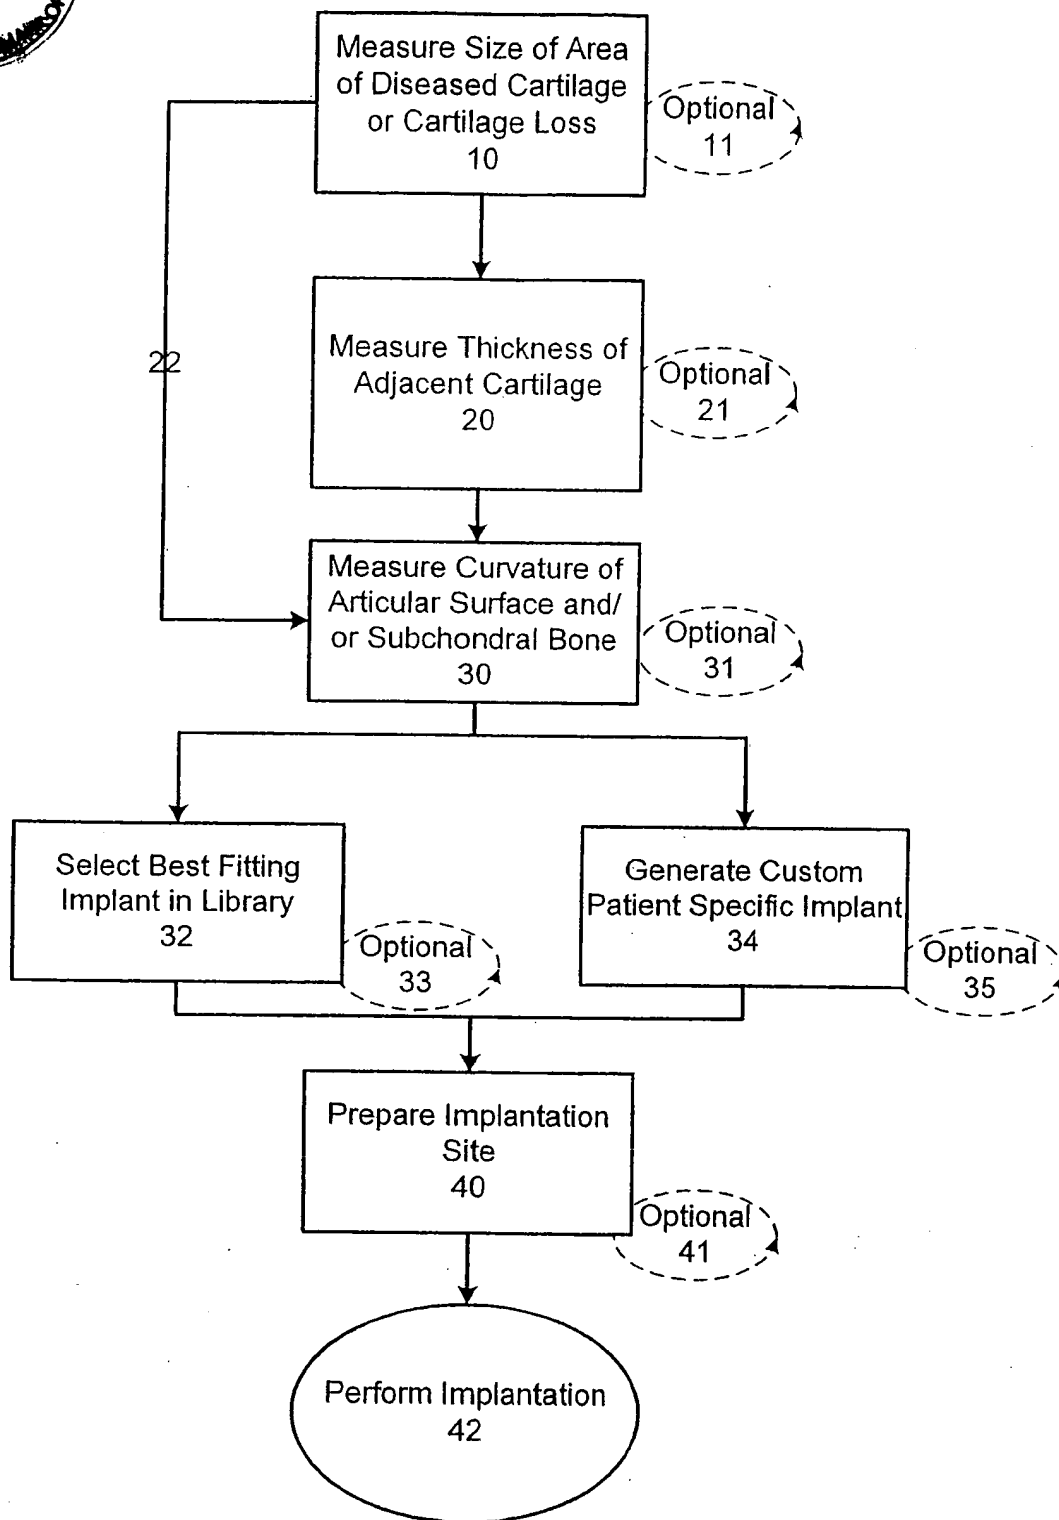 Measure Size of Area
of Diseased Cartilage
or Cartilage Loss
10
Optional
11
22
Measure Thickness of
Adjacent Cartilage
20
Optional
21
Measure Curvature of
Articular Surface and/
or Subchondral Bone
30
Optional
31
Select Best Fitting
Implant in Library
32
Optional
33
Generate Custom
Patient Specific Implant
34
Optional
35
Prepare Implantation
Site
40
Optional
41
Perform Implantation
42